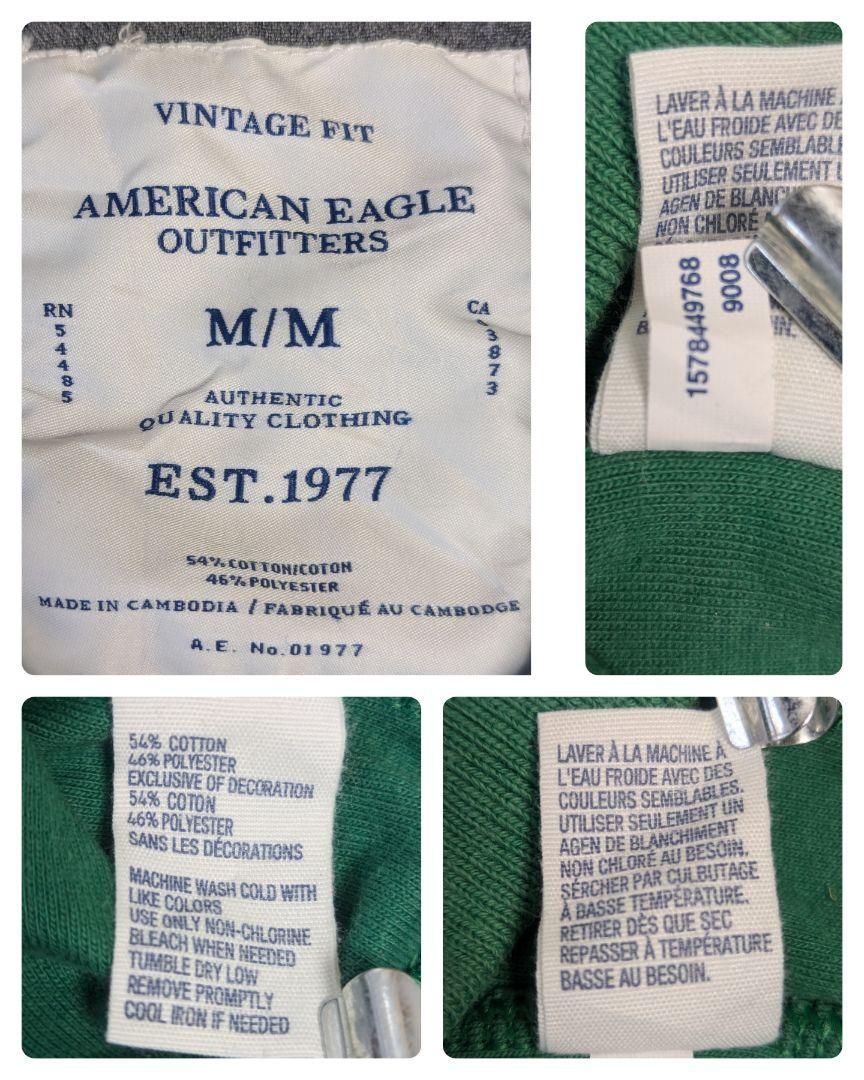 VINTAGE FIT
AMERICAN EAGLE
OUTFITTERS
RN
54485
M/M
CA
3873
AUTHENTIC
QUALITY CLOTHING
EST.1977
54% COTTON/COTON
46% POLYESTER
MADE IN CAMBODIA / FABRIQUÉ AU CAMBODGE
A.E. No.01977
LAVER À LA MACHINE
L'EAU FROIDE AVEC DE
COULEURS SEMBLABL
UTILISER SEULEMENT
AGEN DE BLANC
NON CHLORÉ
1578449768
9008
54% COTTON
46% POLYESTER
EXCLUSIVE OF DECORATION
54% COTON
46% POLYESTER
SANS LES DÉCORATIONS
MACHINE WASH COLD WITH
LIKE COLORS
USE ONLY NON-CHLORINE
BLEACH WHEN NEEDED
TUMBLE DRY LOW
REMOVE PROMPTLY
COOL IRON IF NEEDED
LAVER À LA MACHINE À
L'EAU FROIDE AVEC DES
COULEURS SEMBLABLES.
UTILISER SEULEMENT UN
AGEN DE BLANCHIMENT
NON CHLORÉ AU BESOIN.
SÉRCHER PAR CULBUTAGE
À BASSE TEMPÉRATURE.
RETIRER DÈS QUE SEC
REPASSER À TEMPÉRATURE
BASSE AU BESOIN.